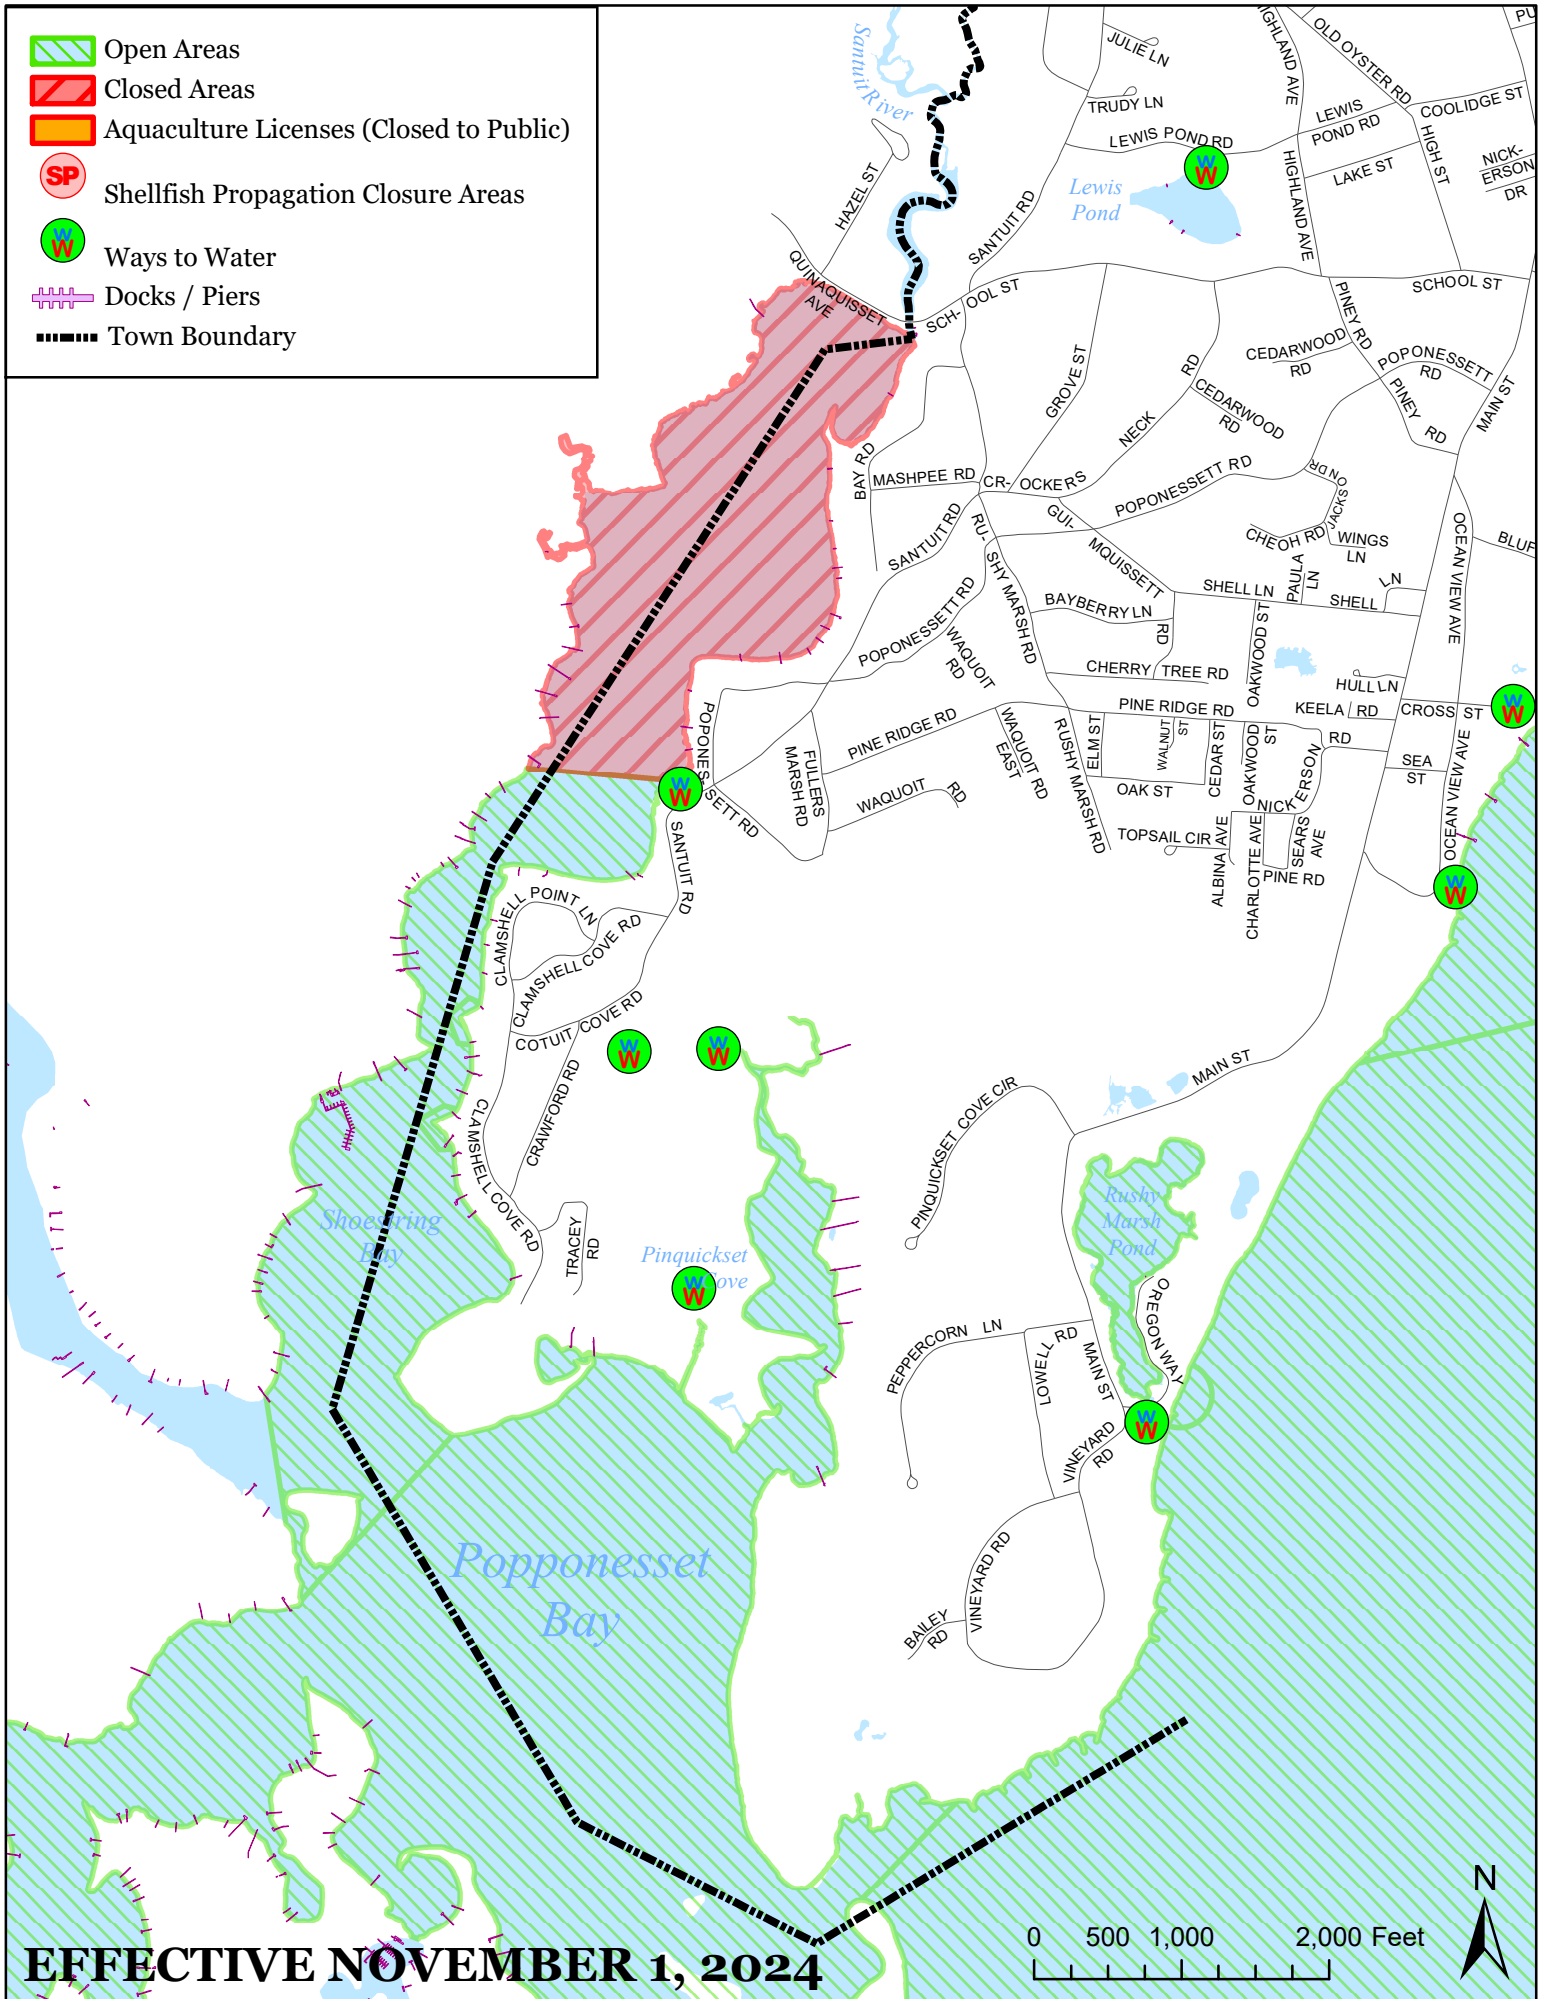 Open Areas
Closed Areas
Aquaculture Licenses (Closed to Public)
SP
Shellfish Propagation Closure Areas
W
W
Ways to Water
Docks / Piers
Town Boundary
Santuit River
JULIE LN
TRUDY LN
HIGHLAND AVE
OLD OYSTER RD
PU
COOLIDGE ST
LEWIS
POND RD
LEWIS POND RD
W
W
Lewis
Pond
LAKE ST
HIGH ST
NICK-
ERSON
DR
HIGHLAND AVE
HAZEL ST
SANTUIT RD
QUINAQUISSET
AVE
SCH-
OOL ST
SCHOOL ST
PINEY RD
CEDARWOOD
RD
POPONESSETT
RD
MAIN ST
PINEY
RD
GROVE ST
RD
CEDARWOOD
RD
NECK
BAY RD
MASHPEE RD
CR-
OCKERS
POPONESSETT RD
JACKSO
N DR
SANTUIT RD
RU-
SHY MARSH RD
GUI-
MQUISSETT
RD
CHEOH RD
WINGS
LN
OCEAN VIEW AVE
BLUF
PAULA
LN
SHELL LN
SHELL
LN
BAYBERRY LN
POPONESSETT RD
WAQUOIT
RD
OAKWOOD ST
CHERRY
TREE RD
HULL LN
KEELA
RD
CROSS
ST
W
W
POPONES-
SETT RD
PINE RIDGE RD
PINE RIDGE RD
RD
FULLERS
MARSH RD
WAQUOIT RD
EAST
RUSHY MARSH RD
ELM ST
WALNUT
ST
CEDAR ST
OAKWOOD
ST
SEA
ST
OCEAN VIEW AVE
W
W
WAQUOIT
RD
OAK ST
NICK
ERSON
TOPSAIL CIR
ALBINA AVE
CHARLOTTE AVE
SEARS
AVE
PINE RD
SANTUIT RD
W
W
CLAMSHELL
POINT LN
CLAMSHELL COVE RD
COTUIT
COVE RD
W
W
W
W
CRAWFORD RD
CLAMSHELL COVE RD
MAIN ST
PINQUICKSET COVE CIR
Rushy
Marsh
Pond
Shoestring
Bay
TRACEY
RD
Pinquickset
Cove
W
W
OREGON WAY
PEPPERCORN
LN
LOWELL
RD
MAIN ST
W
W
VINEYARD
RD
Popponesset
Bay
VINEYARD RD
BAILEY
RD
N
0 500 1,000 2,000 Feet
EFFECTIVE NOVEMBER 1, 2024